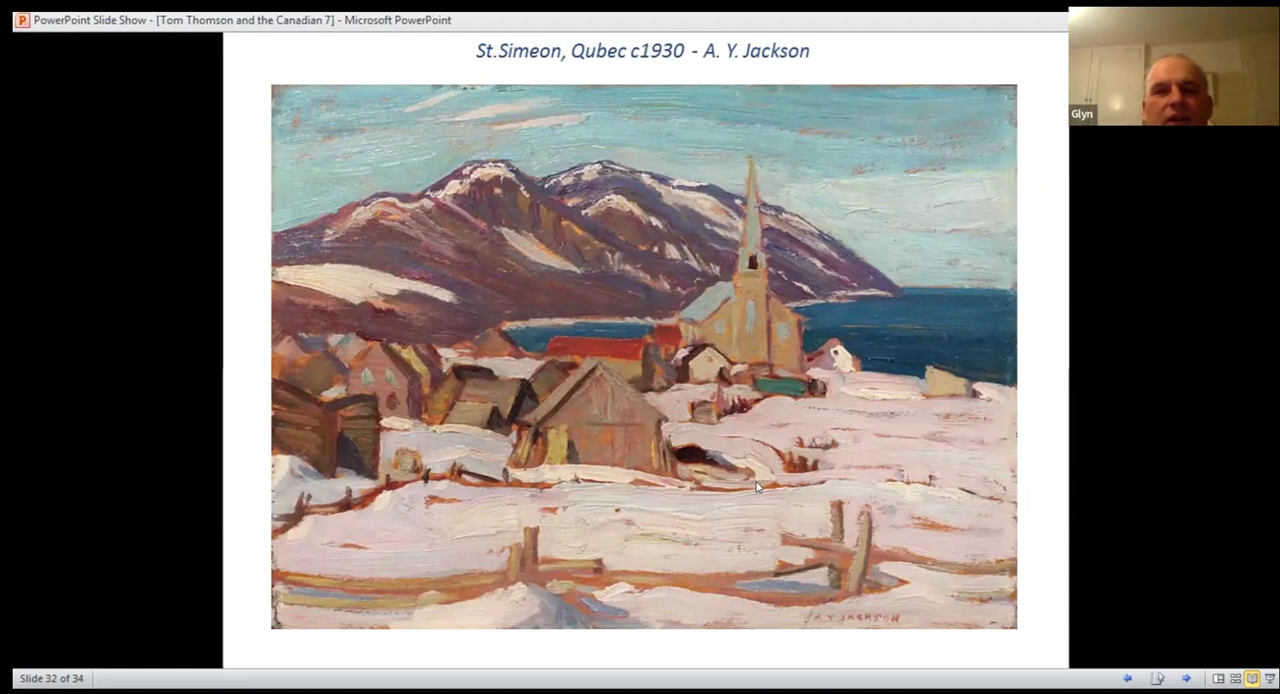 PowerPoint Slide Show - [Tom Thomson and the Canadian 7] - Microsoft PowerPoint
St.Simeon, Qubec c1930 - A. Y. Jackson
Glyn
A.Y. JACKSON
Slide 32 of 34